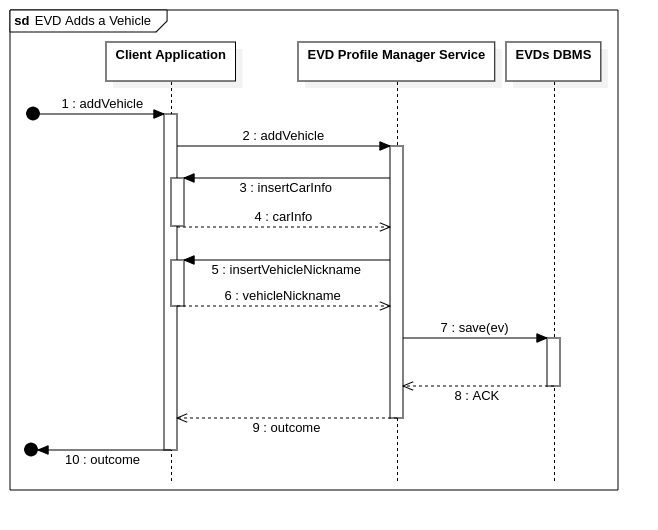 sd EVD Adds a Vehicle
Client Application
EVD Profile Manager Service
EVDs DBMS
1 : addVehicle
2 : addVehicle
3 : insertCarInfo
4 : carInfo
5 : insertVehicleNickname
6 : vehicleNickname
7 : save(ev)
8 : ACK
9 : outcome
10 : outcome